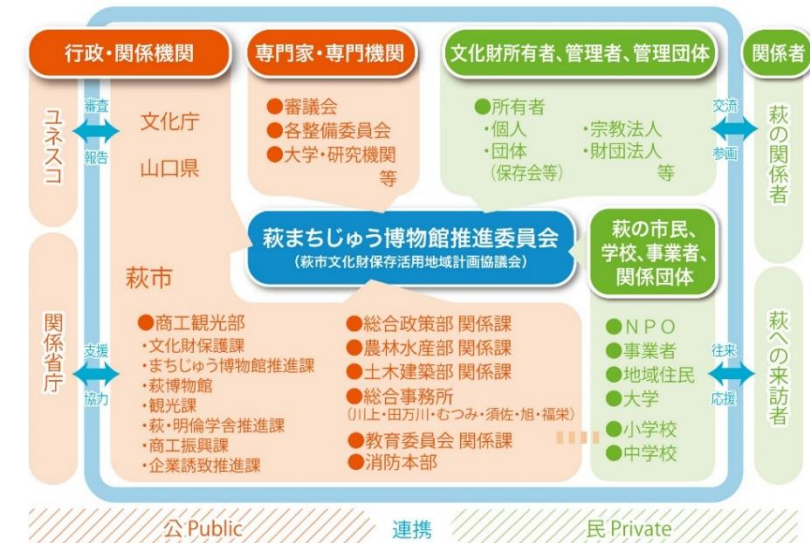 行政・関係機関
専門家・専門機関
文化財所有者、管理者、管理団体
関係者
ユネスコ
審査
報告
文化庁
山口県
●審議会
●各整備委員会
●大学・研究機関
等
●所有者
・個人
・団体
(保存会等)
・宗教法人
・財団法人
等
交流
参画
萩の関係者
萩まちじゅう博物館推進委員会
(萩市文化財保存活用地域計画協議会)
萩の市民、
学校、事業者、
関係団体
関係省庁
支援
協力
萩市
●商工観光部
・文化財保護課
・まちじゅう博物館推進課
・萩博物館
・観光課
・萩・明倫学舎推進課
・商工振興課
・企業誘致推進課
●総合政策部 関係課
●農林水産部 関係課
●土木建築部 関係課
●総合事務所
(川上・田万川・むつみ・須佐・旭・福栄)
●教育委員会 関係課
●消防本部
●NPO
●事業者
●地域住民
●大学
●小学校
●中学校
往来
応援
萩への来訪者
公 Public
連携
民 Private